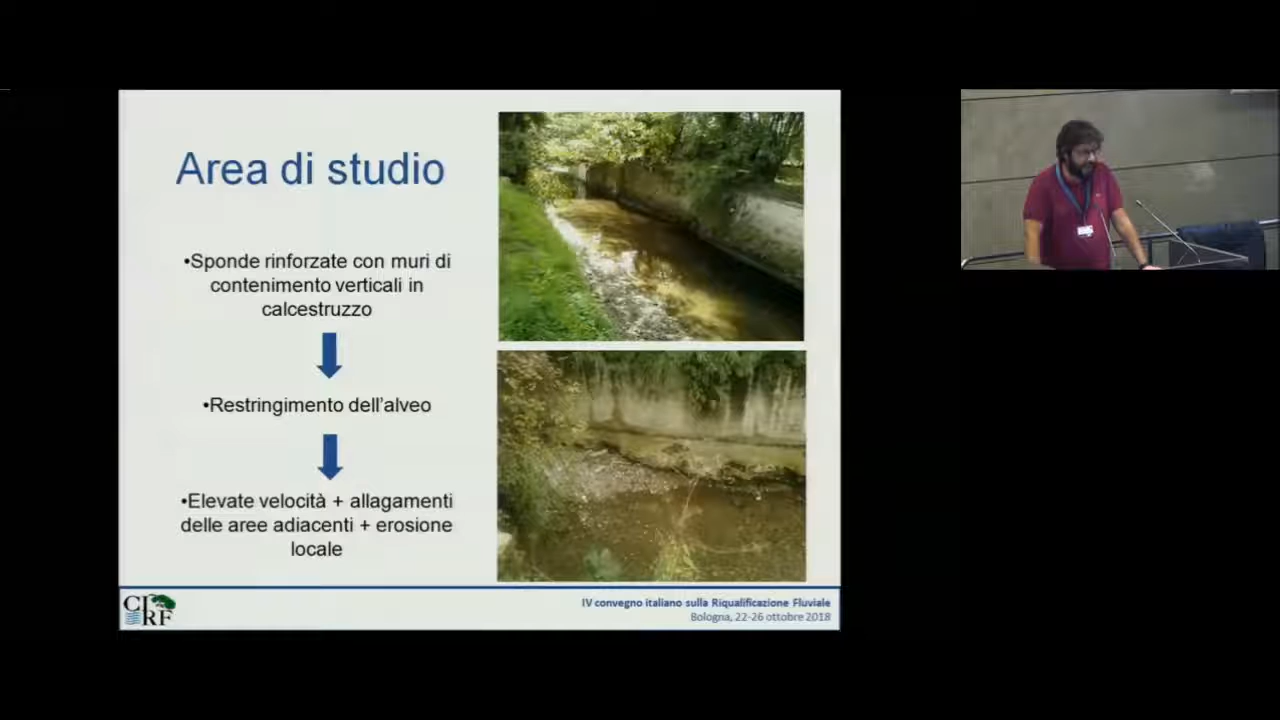 Area di studio
•Sponde rinforzate con muri di
contenimento verticali in
calcestruzzo
•Restringimento dell'alveo
•Elevate velocità + allagamenti
delle aree adiacenti + erosione
locale
CIRF
IV convegno italiano sulla Riqualificazione Fluviale
Bologna, 22-26 ottobre 2018